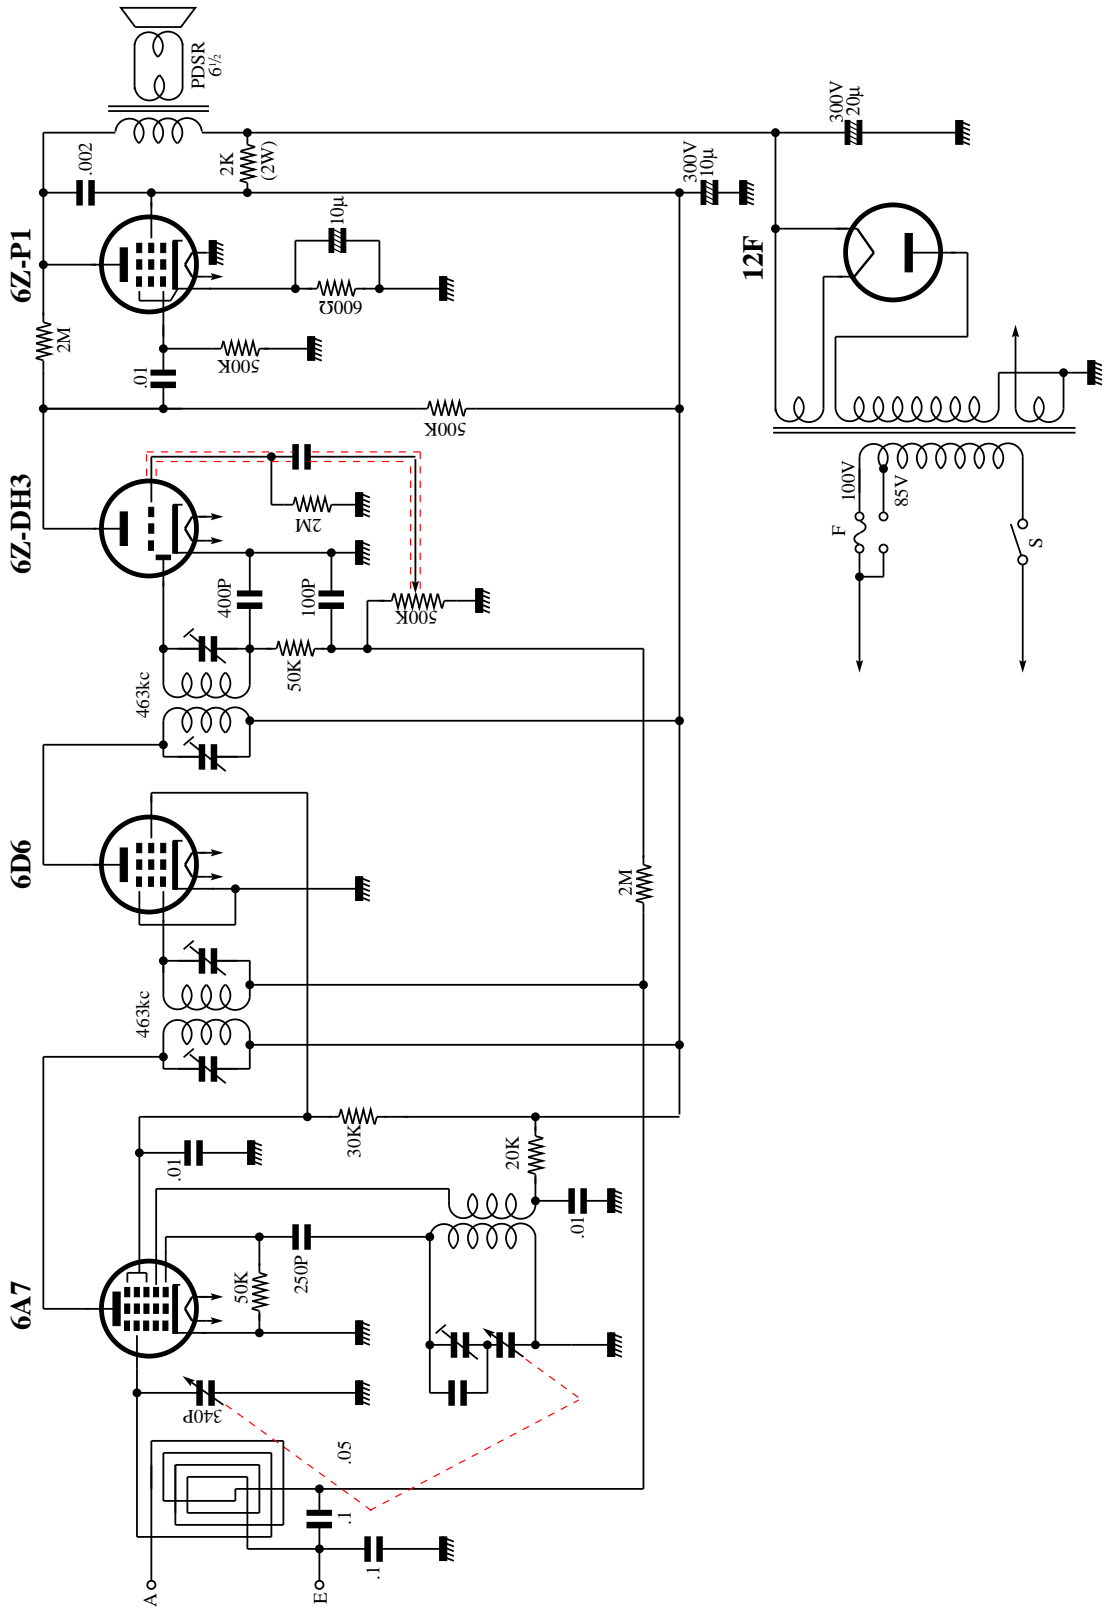 6A7
6D6
6Z-DH3
6Z-P1
12F
A
E
.1
.1
.05
340P
50K
250P
.01
20K
.01
30K
463kc
463kc
2M
50K
400P
100P
500K
2M
500K
500K
.01
2M
600Ω
10µ
.002
2K
(2W)
PDSR
6½
300V
10µ
300V
20µ
100V
85V
F
S